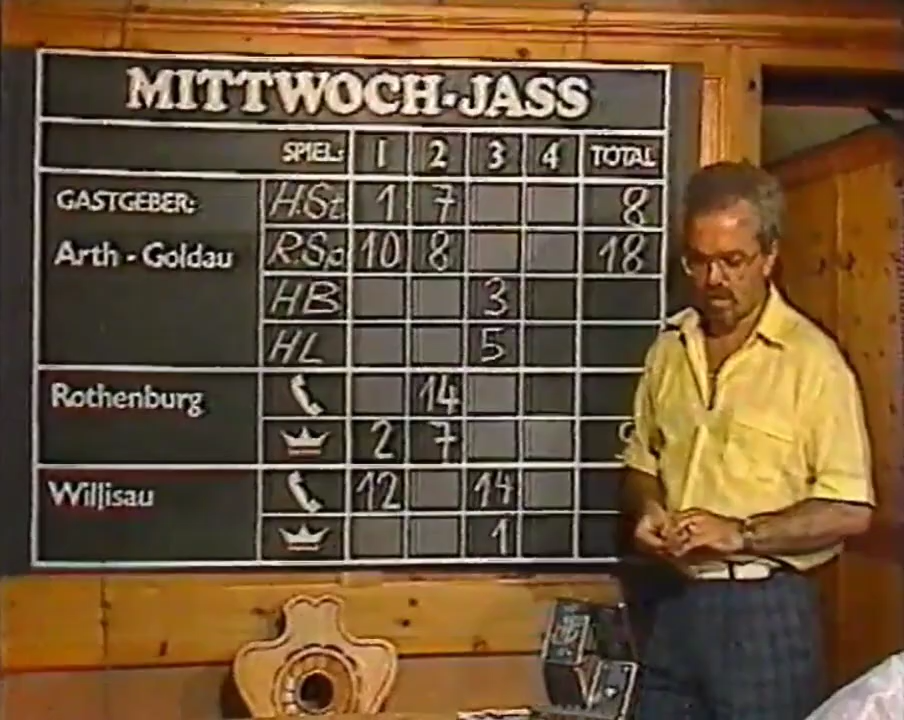 MITTWOCH-JASS
SPIEL: 1 2 3 4 TOTAL
GASTGEBER: H.St 1 7 8
Arth - Goldau R.Sp 10 8 18
HB 3
HL 5
Rothenburg 14
2 7 9
Willisau 12 14
1